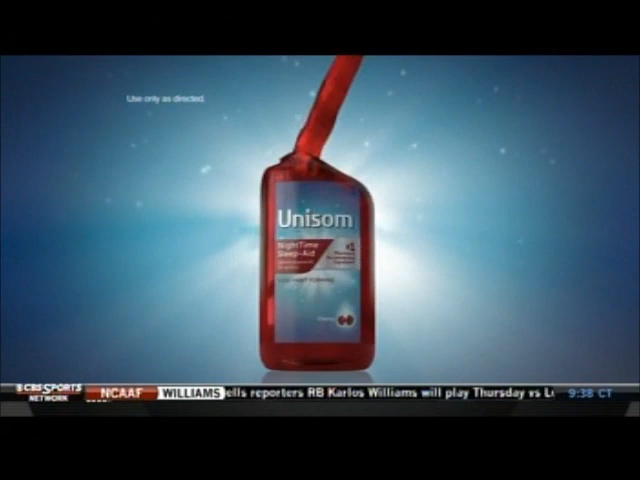 Use only as directed.
Unisom
NightTime
Sleep-Aid
#1
CBS SPORTS
NETWORK
NCAAF
WILLIAMS
ells reporters RB Karlos Williams will play Thursday vs L
9:38 CT